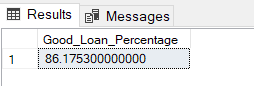 Results Messages
Good_Loan_Percentage
1 86.175300000000